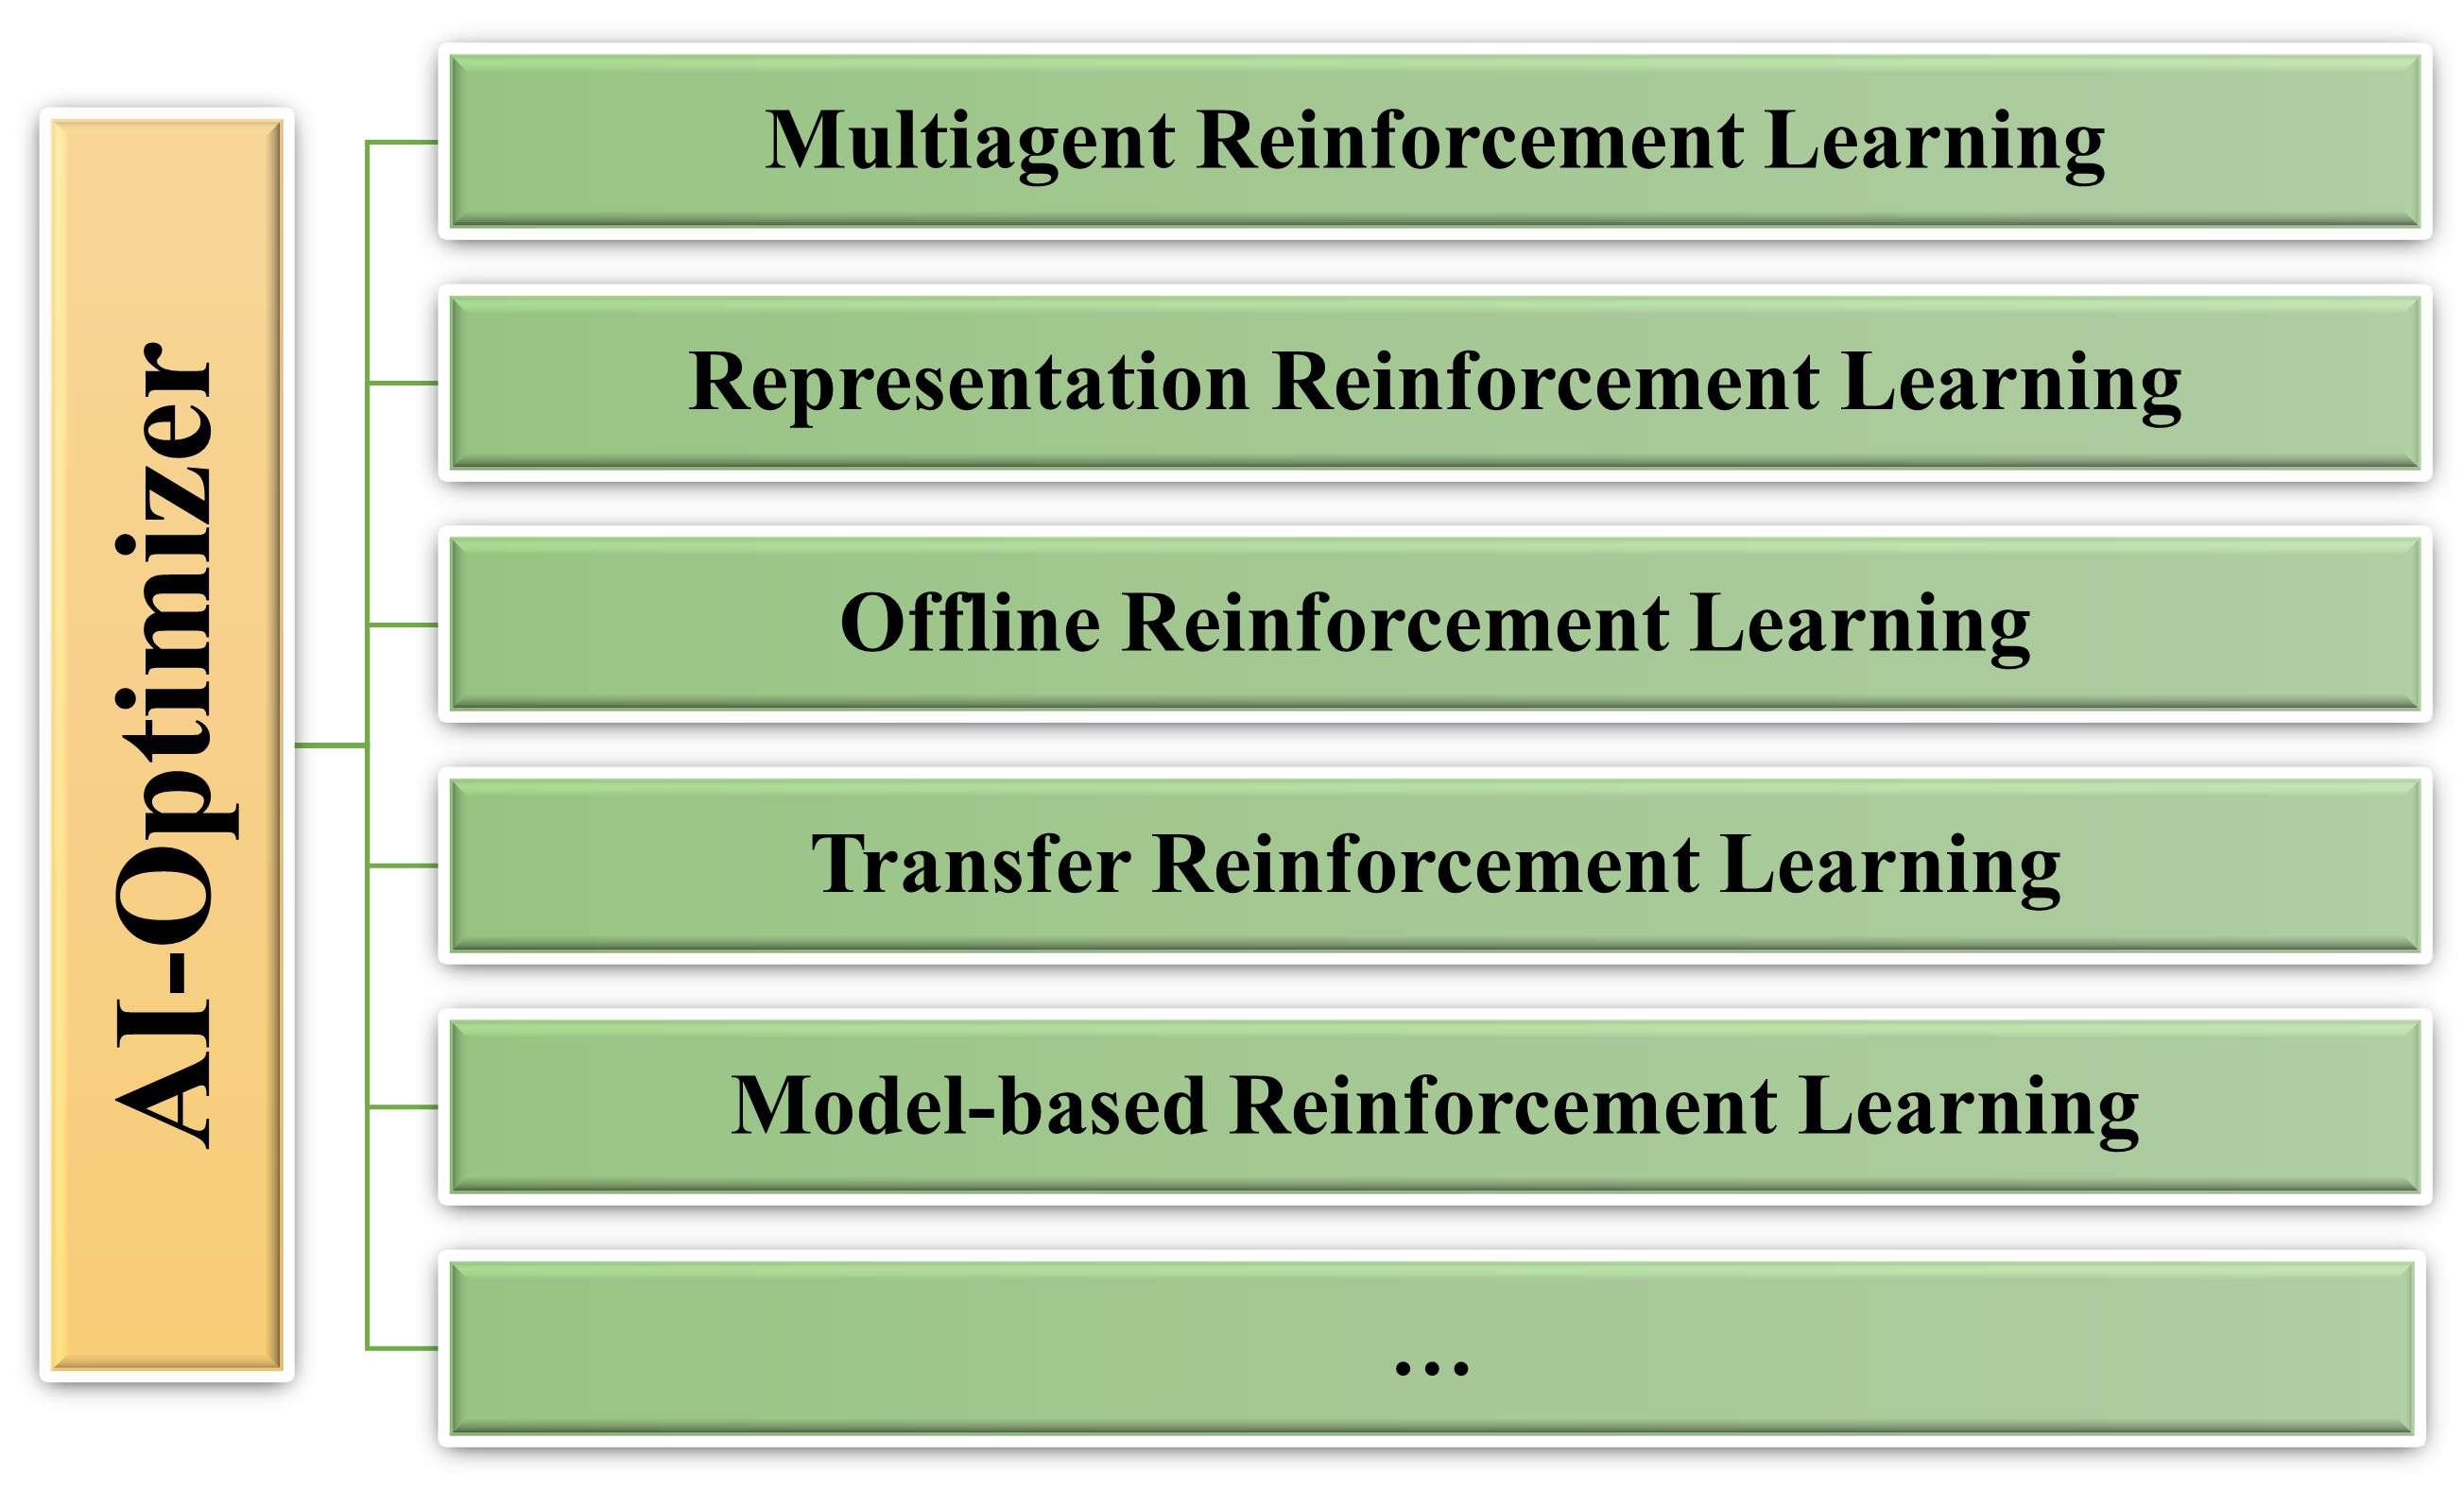 AI-Optimizer
Multiagent Reinforcement Learning
Representation Reinforcement Learning
Offline Reinforcement Learning
Transfer Reinforcement Learning
Model-based Reinforcement Learning
...